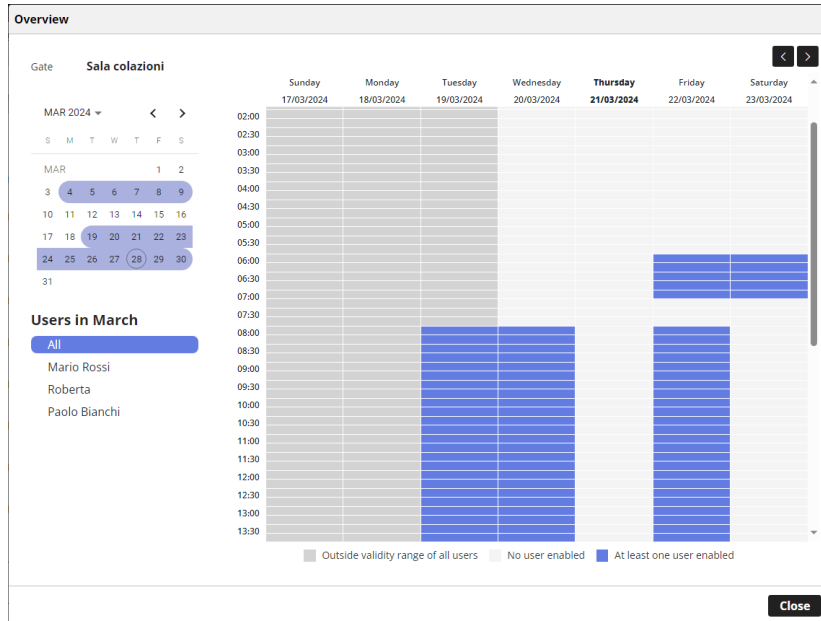 Overview
Gate Sala colazioni
MAR 2024
S M T W T F S
MAR 1 2
3 4 5 6 7 8 9
10 11 12 13 14 15 16
17 18 19 20 21 22 23
24 25 26 27 28 29 30
31
Users in March
All
Mario Rossi
Roberta
Paolo Bianchi
Sunday Monday Tuesday Wednesday Thursday Friday Saturday
17/03/2024 18/03/2024 19/03/2024 20/03/2024 21/03/2024 22/03/2024 23/03/2024
02:00
02:30
03:00
03:30
04:00
04:30
05:00
05:30
06:00
06:30
07:00
07:30
08:00
08:30
09:00
09:30
10:00
10:30
11:00
11:30
12:00
12:30
13:00
13:30
Outside validity range of all users No user enabled At least one user enabled
Close